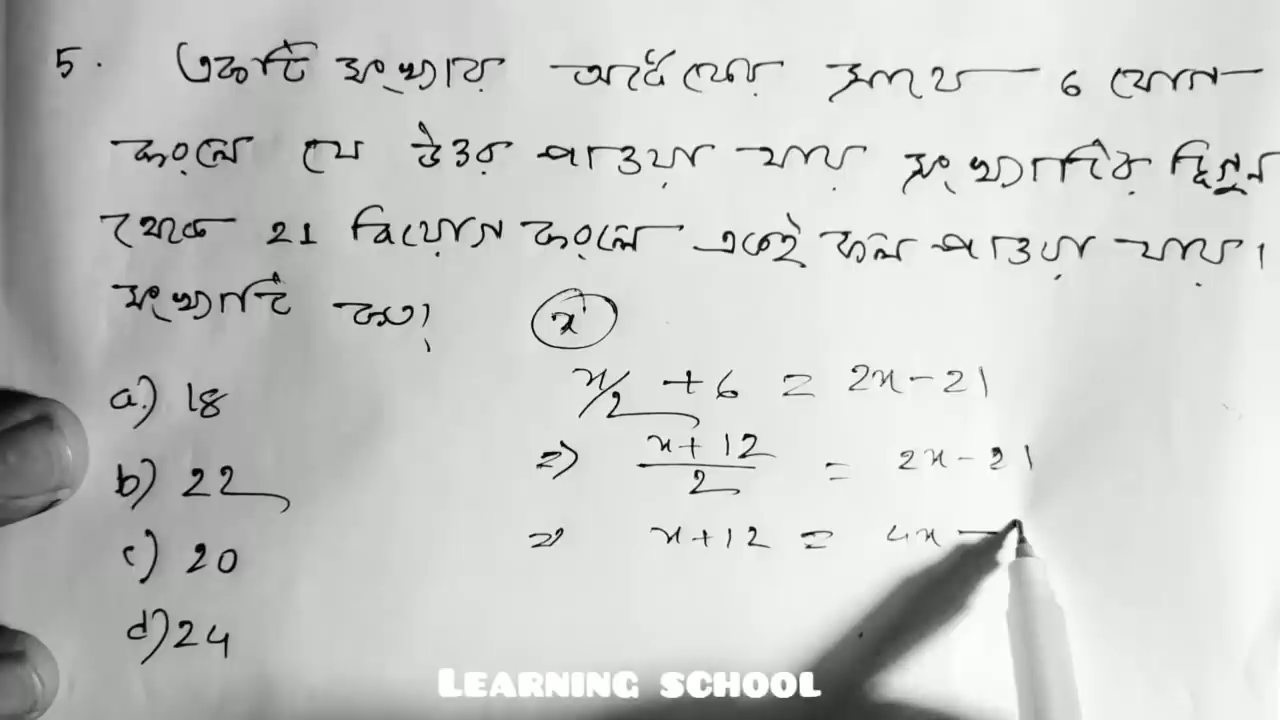 5. একটি সংখ্যার অর্ধেকের সাথে 6 যোগ
করলে যে উত্তর পাওয়া যায় সংখ্যাটির দ্বিগুন
থেকে 21 বিয়োগ করলে একই ফল পাওয়া যায়।
সংখ্যাটি কত?
x
a.) 18
b) 22
c) 20
d) 24
x/2 + 6 = 2x - 21
=> x + 12 / 2 = 2x - 21
=> x + 12 = 4x -
LEARNING SCHOOL